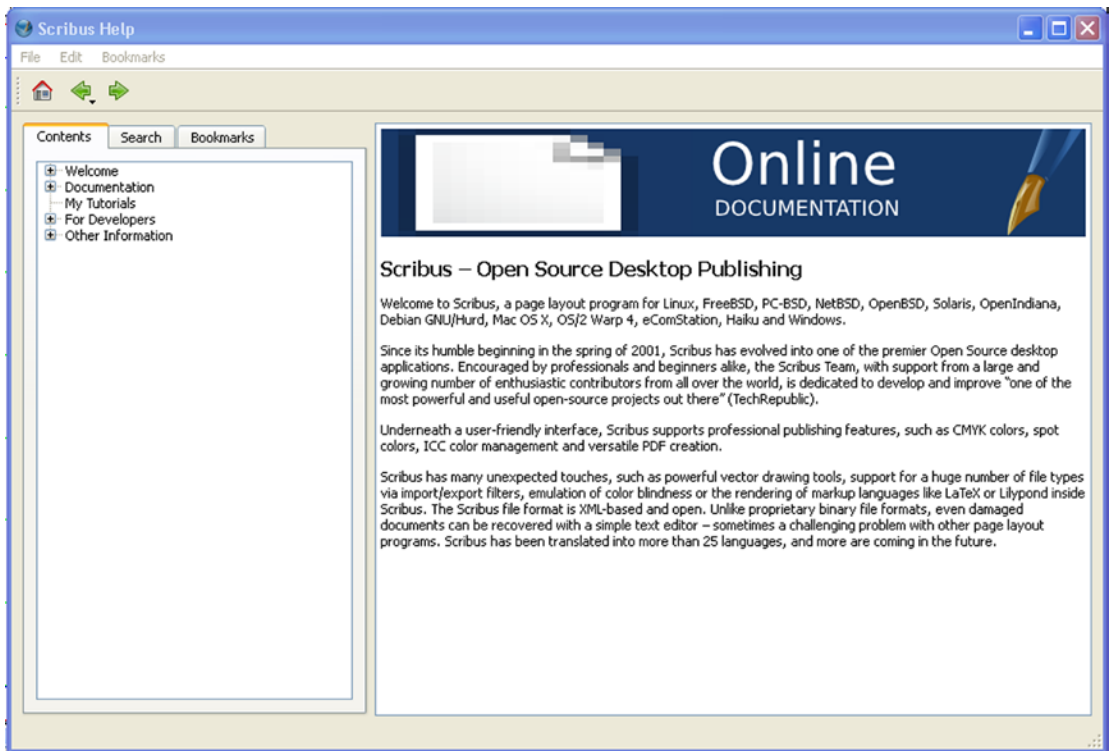 Scribus Help
File Edit Bookmarks
Contents Search Bookmarks
Welcome
Documentation
My Tutorials
For Developers
Other Information
Online
DOCUMENTATION
Scribus – Open Source Desktop Publishing
Welcome to Scribus, a page layout program for Linux, FreeBSD, PC-BSD, NetBSD, OpenBSD, Solaris, OpenIndiana,
Debian GNU/Hurd, Mac OS X, OS/2 Warp 4, eComStation, Haiku and Windows.
Since its humble beginning in the spring of 2001, Scribus has evolved into one of the premier Open Source desktop
applications. Encouraged by professionals and beginners alike, the Scribus Team, with support from a large and
growing number of enthusiastic contributors from all over the world, is dedicated to develop and improve “one of the
most powerful and useful open-source projects out there” (TechRepublic).
Underneath a user-friendly interface, Scribus supports professional publishing features, such as CMYK colors, spot
colors, ICC color management and versatile PDF creation.
Scribus has many unexpected touches, such as powerful vector drawing tools, support for a huge number of file types
via import/export filters, emulation of color blindness or the rendering of markup languages like LaTeX or Lilypond inside
Scribus. The Scribus file format is XML-based and open. Unlike proprietary binary file formats, even damaged
documents can be recovered with a simple text editor – sometimes a challenging problem with other page layout
programs. Scribus has been translated into more than 25 languages, and more are coming in the future.